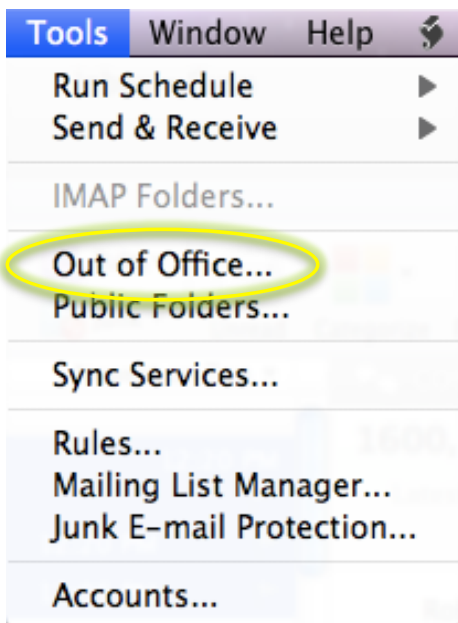 Tools Window Help
Run Schedule
Send & Receive
IMAP Folders...
Out of Office...
Public Folders...
Sync Services...
Rules...
Mailing List Manager...
Junk E-mail Protection...
Accounts...
1600,